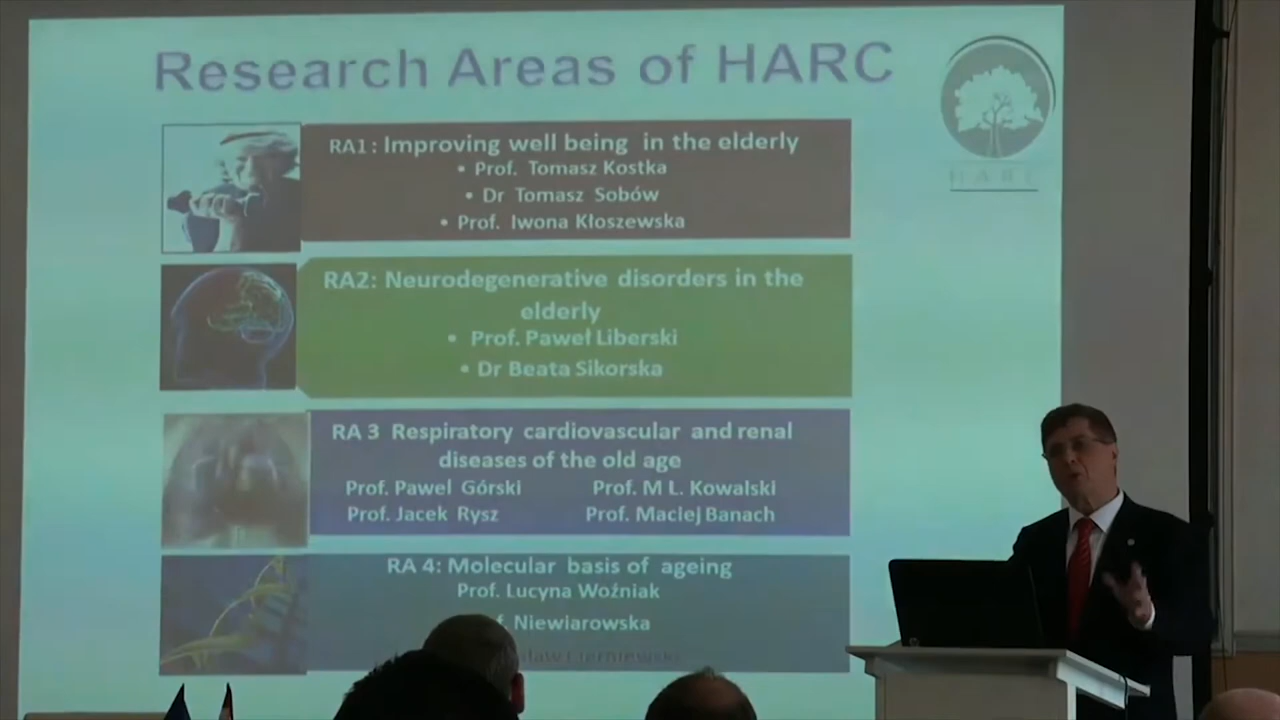 Research Areas of HARC
HARC
RA1: Improving well being in the elderly
• Prof. Tomasz Kostka
• Dr Tomasz Sobów
• Prof. Iwona Kłoszewska
RA2: Neurodegenerative disorders in the
elderly
• Prof. Paweł Liberski
• Dr Beata Sikorska
RA 3 Respiratory cardiovascular and renal
diseases of the old age
Prof. Pawel Górski Prof. M L. Kowalski
Prof. Jacek Rysz Prof. Maciej Banach
RA 4: Molecular basis of ageing
Prof. Lucyna Woźniak
Niewiarowska